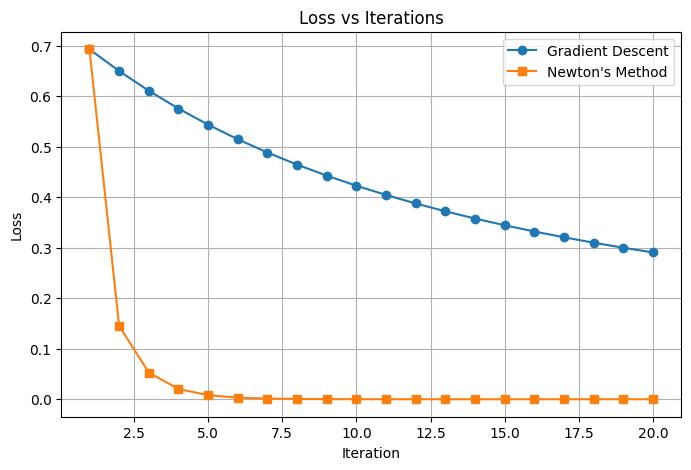 Loss vs Iterations
Gradient Descent
Newton's Method
Loss
0.7
0.6
0.5
0.4
0.3
0.2
0.1
0.0
2.5 5.0 7.5 10.0 12.5 15.0 17.5 20.0
Iteration